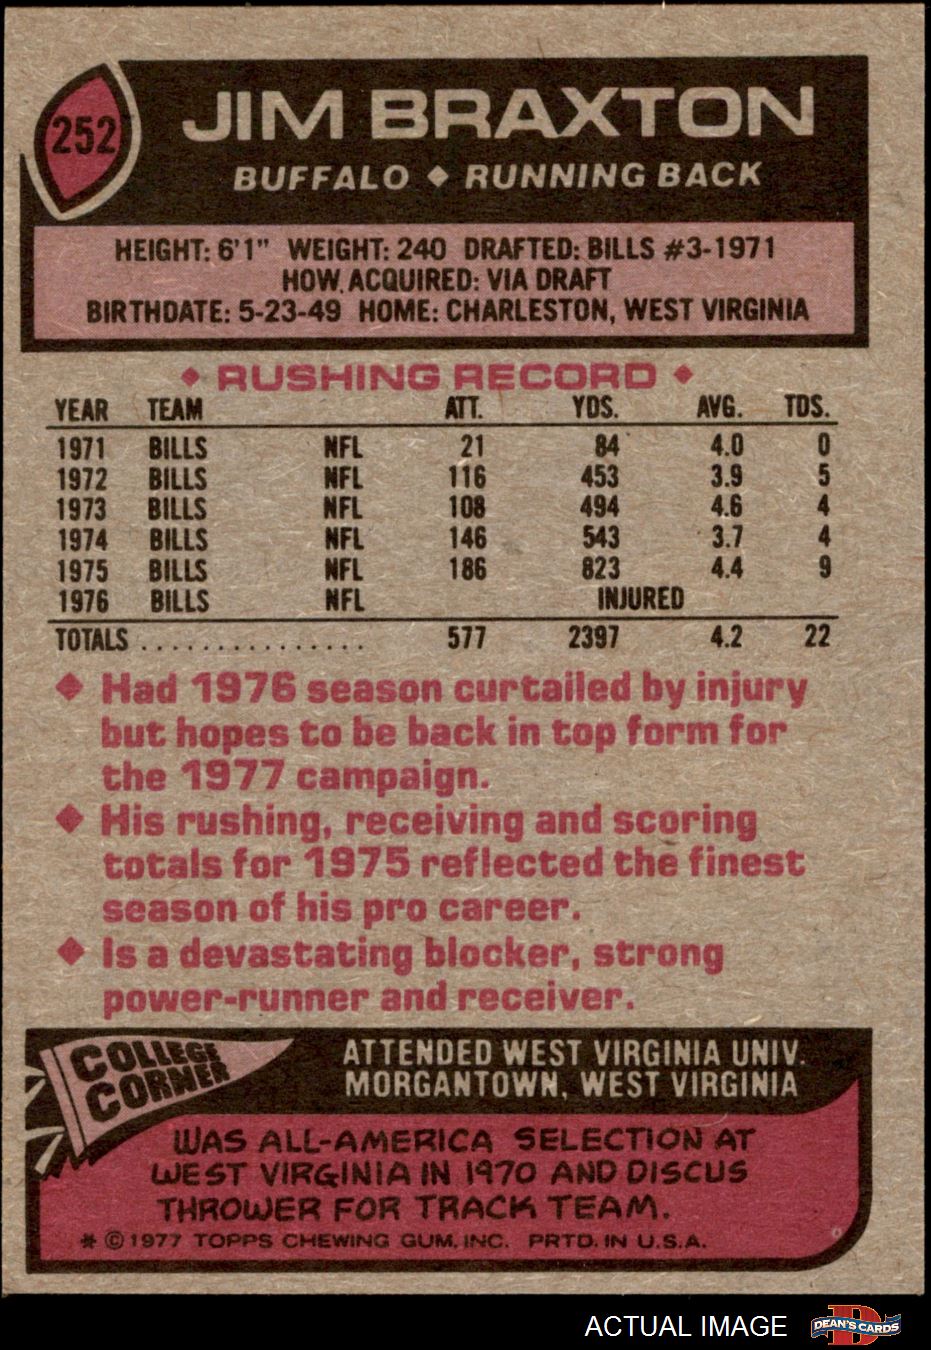 252
JIM BRAXTON
BUFFALO ♦ RUNNING BACK
HEIGHT: 6'1" WEIGHT: 240 DRAFTED: BILLS #3-1971
HOW ACQUIRED: VIA DRAFT
BIRTHDATE: 5-23-49 HOME: CHARLESTON, WEST VIRGINIA
♦ RUSHING RECORD ♦
YEAR TEAM ATT. YDS. AVG. TDS.
1971 BILLS NFL 21 84 4.0 0
1972 BILLS NFL 116 453 3.9 5
1973 BILLS NFL 108 494 4.6 4
1974 BILLS NFL 146 543 3.7 4
1975 BILLS NFL 186 823 4.4 9
1976 BILLS NFL INJURED
TOTALS ............... 577 2397 4.2 22
♦ Had 1976 season curtailed by injury
but hopes to be back in top form for
the 1977 campaign.
♦ His rushing, receiving and scoring
totals for 1975 reflected the finest
season of his pro career.
♦ Is a devastating blocker, strong
power-runner and receiver.
COLLEGE
CORNER
ATTENDED WEST VIRGINIA UNIV.
MORGANTOWN, WEST VIRGINIA
WAS ALL-AMERICA SELECTION AT
WEST VIRGINIA IN 1970 AND DISCUS
THROWER FOR TRACK TEAM.
* © 1977 TOPPS CHEWING GUM, INC. PRTD. IN U.S.A.
ACTUAL IMAGE
D
DEAN'S CARDS